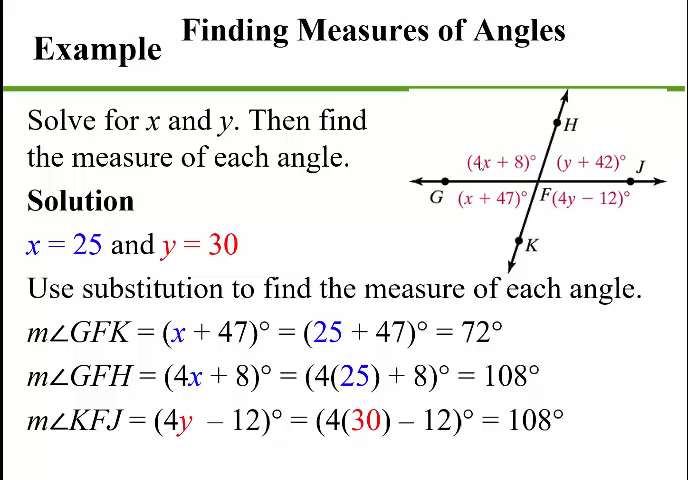 Example
Finding Measures of Angles
Solve for x and y. Then find
the measure of each angle.
Solution
x = 25 and y = 30
H
(4x + 8)° (y + 42)° J
G (x + 47)° F (4y − 12)°
K
Use substitution to find the measure of each angle.
m∠GFK = (x + 47)° = (25 + 47)° = 72°
m∠GFH = (4x + 8)° = (4(25) + 8)° = 108°
m∠KFJ = (4y – 12)° = (4(30) – 12)° = 108°